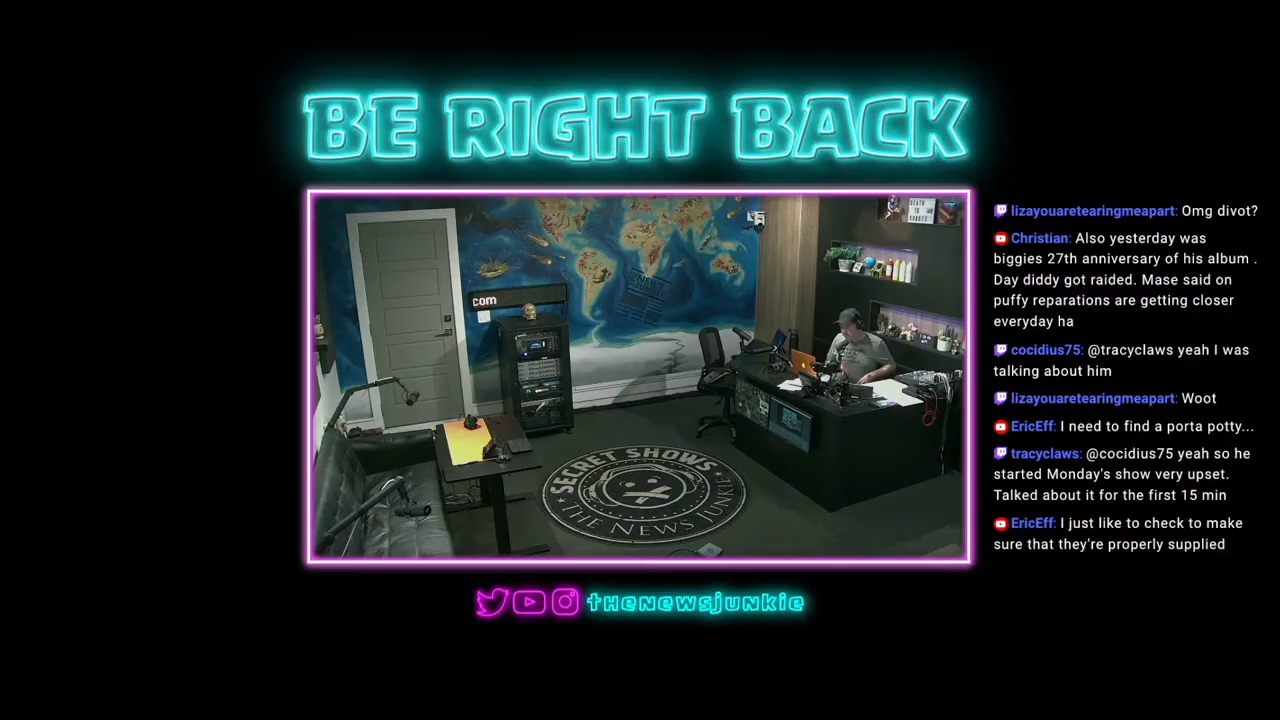 BE RIGHT BACK
DEATH
TO
com
SECRET SHOWS
THE NEWS JUNKIE
thenewsjunkie
lizayouaretearingmeapart: Omg divot?
Christian: Also yesterday was
biggies 27th anniversary of his album .
Day diddy got raided. Mase said on
puffy reparations are getting closer
everyday ha
cocidius75: @tracyclaws yeah I was
talking about him
lizayouaretearingmeapart: Woot
EricEff: I need to find a porta potty...
tracyclaws: @cocidius75 yeah so he
started Monday's show very upset.
Talked about it for the first 15 min
EricEff: I just like to check to make
sure that they're properly supplied